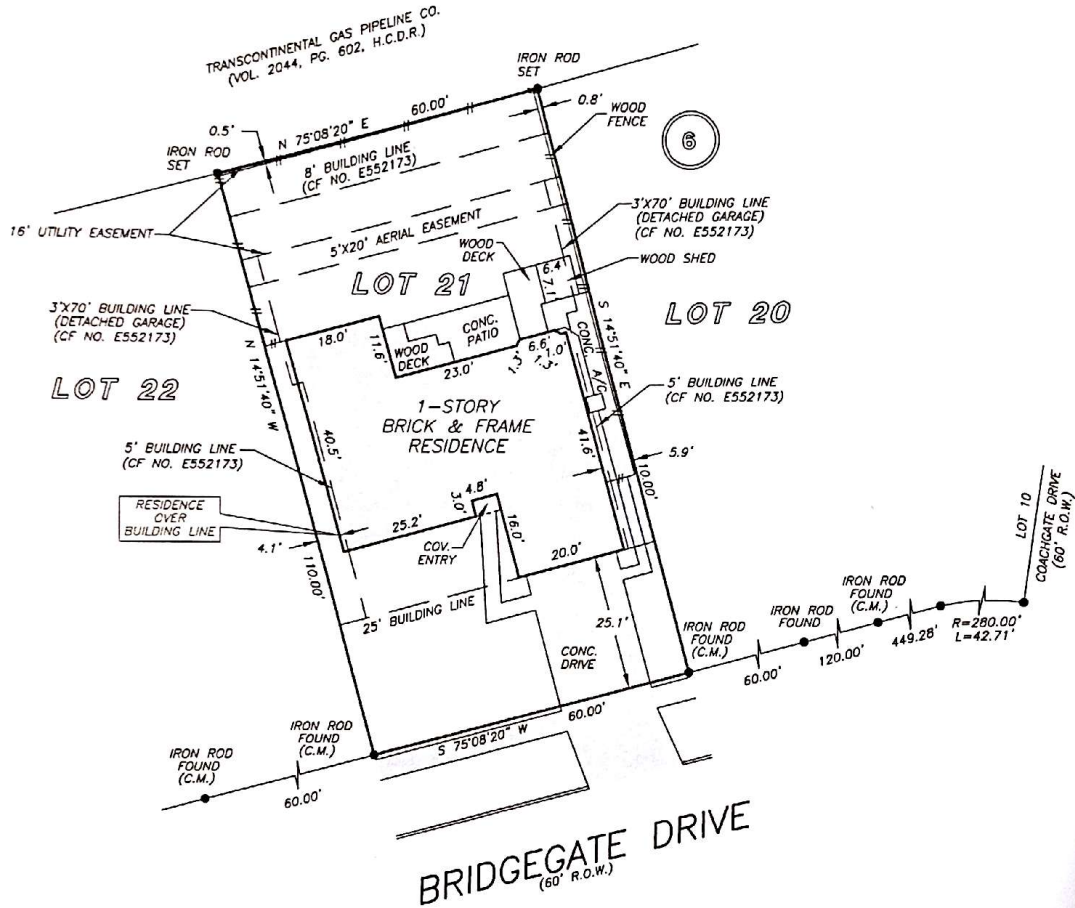 TRANSCONTINENTAL GAS PIPELINE CO.
(VOL. 2044, PG. 602, H.C.D.R.)
IRON ROD
SET
60.00'
0.8'
WOOD
FENCE
6
0.5'
N 75°08'20" E
IRON ROD
SET
8' BUILDING LINE
(CF NO. E552173)
16' UTILITY EASEMENT
5'X20' AERIAL EASEMENT
3'X70' BUILDING LINE
(DETACHED GARAGE)
(CF NO. E552173)
WOOD
DECK
WOOD SHED
6.4'
7.1'
LOT 21
LOT 20
3'X70' BUILDING LINE
(DETACHED GARAGE)
(CF NO. E552173)
S 14°51'40" E
18.0'
11.6'
WOOD
DECK
CONC.
PATIO
23.0'
1.3'
6.6'
1.0'
1.3'
CONC.
A/C
LOT 22
N 14°51'40" W
5' BUILDING LINE
(CF NO. E552173)
1-STORY
BRICK & FRAME
RESIDENCE
40.5'
41.6'
5' BUILDING LINE
(CF NO. E552173)
5.9'
110.00'
RESIDENCE
OVER
BUILDING LINE
4.8'
3.0'
25.2'
16.0'
COV.
ENTRY
20.0'
4.1'
110.00'
25' BUILDING LINE
25.1'
CONC.
DRIVE
LOT 10
COACHGATE DRIVE
(60' R.O.W.)
IRON ROD
FOUND
(C.M.)
IRON ROD
FOUND
IRON ROD
FOUND
(C.M.)
R=280.00'
L=42.71'
449.28'
120.00'
60.00'
60.00'
S 75°08'20" W
IRON ROD
FOUND
(C.M.)
IRON ROD
FOUND
(C.M.)
60.00'
BRIDGEGATE DRIVE
(60' R.O.W.)